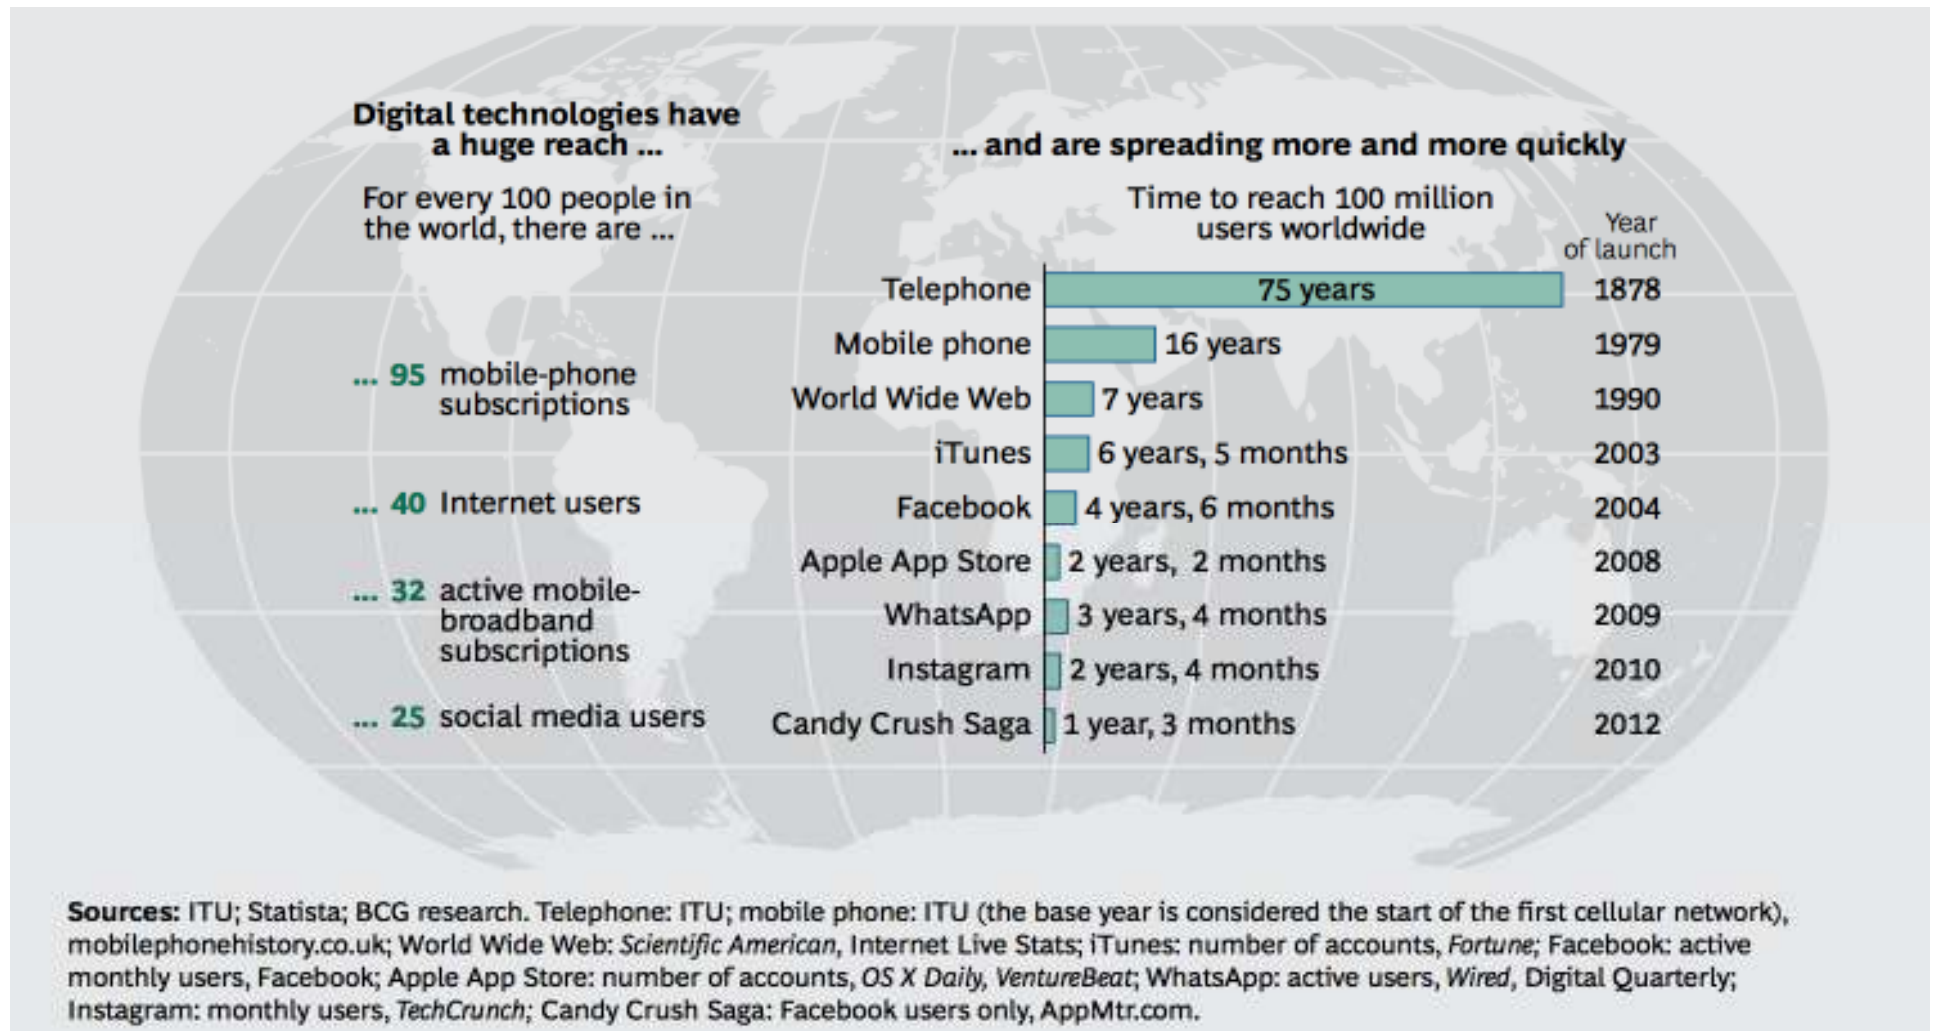 Digital technologies have
a huge reach ...
For every 100 people in
the world, there are ...
... 95 mobile-phone
subscriptions
... 40 Internet users
... 32 active mobile-
broadband
subscriptions
... 25 social media users
... and are spreading more and more quickly
Time to reach 100 million
users worldwide
Year
of launch
Telephone 75 years 1878
Mobile phone 16 years 1979
World Wide Web 7 years 1990
iTunes 6 years, 5 months 2003
Facebook 4 years, 6 months 2004
Apple App Store 2 years, 2 months 2008
WhatsApp 3 years, 4 months 2009
Instagram 2 years, 4 months 2010
Candy Crush Saga 1 year, 3 months 2012
Sources: ITU; Statista; BCG research. Telephone: ITU; mobile phone: ITU (the base year is considered the start of the first cellular network),
mobilephonehistory.co.uk; World Wide Web: Scientific American, Internet Live Stats; iTunes: number of accounts, Fortune; Facebook: active
monthly users, Facebook; Apple App Store: number of accounts, OS X Daily, VentureBeat; WhatsApp: active users, Wired, Digital Quarterly;
Instagram: monthly users, TechCrunch; Candy Crush Saga: Facebook users only, AppMtr.com.